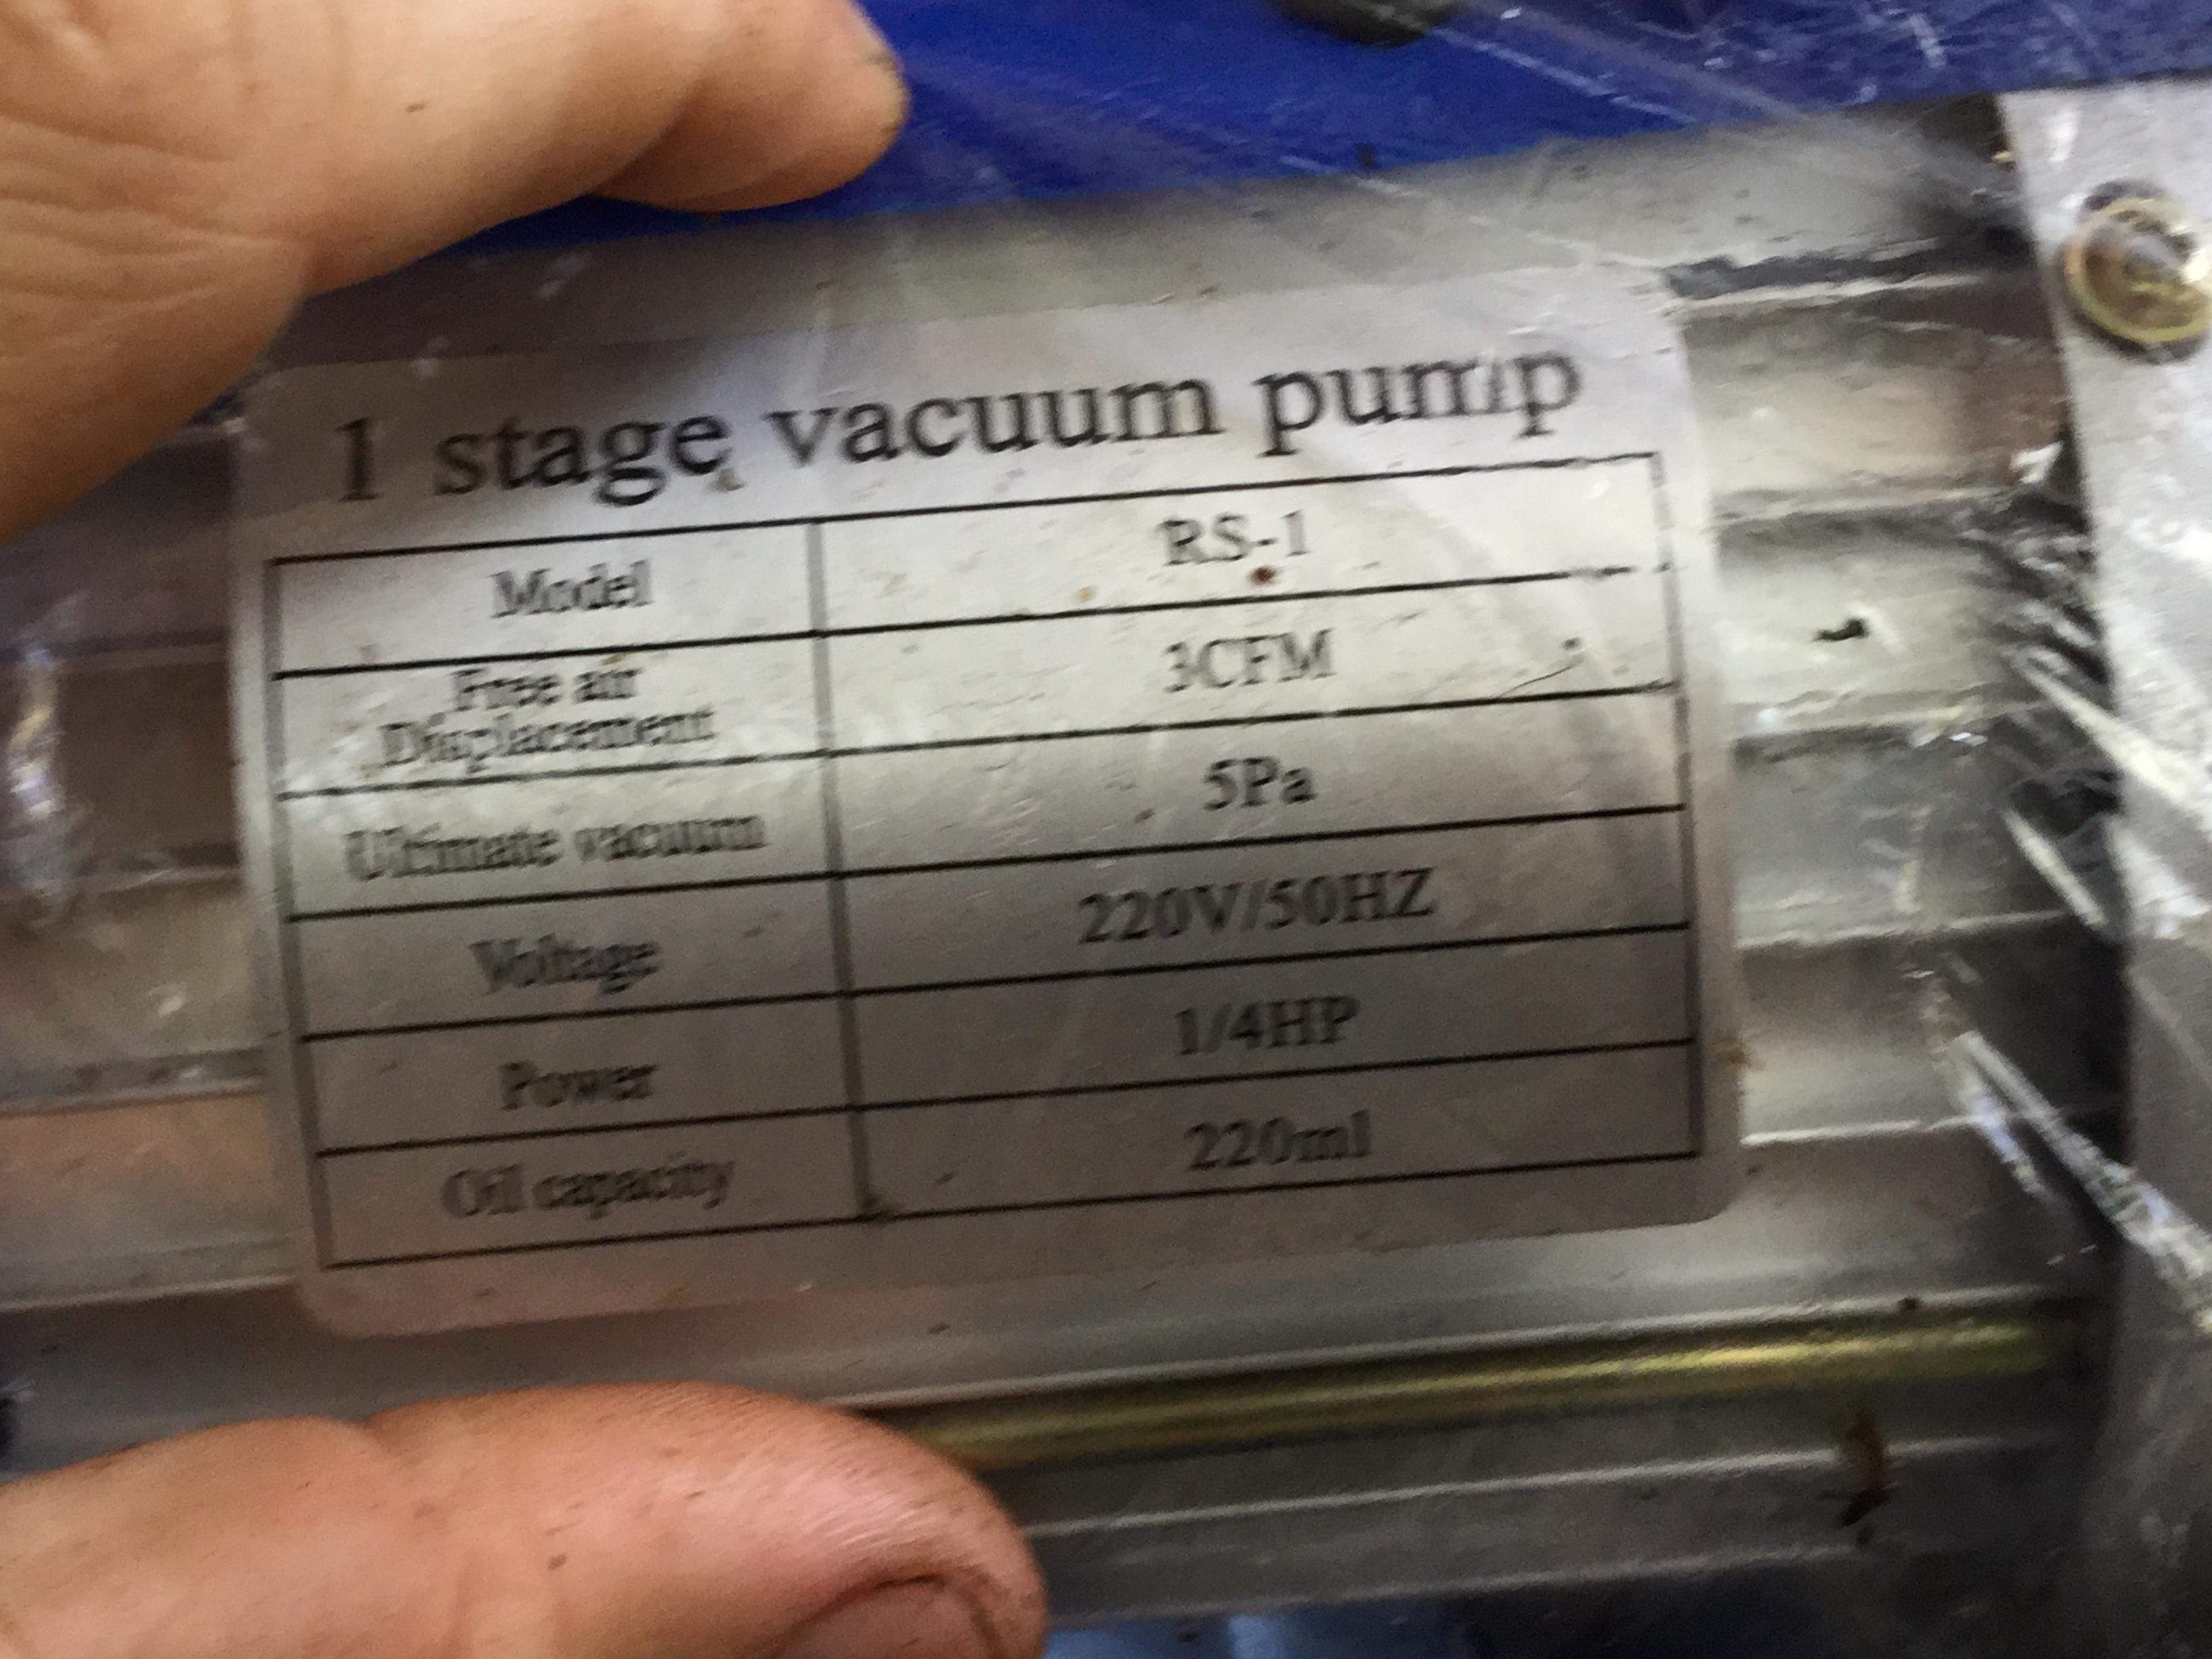 1 stage vacuum pump
Model RS-1
Free air
Displacement 3CFM
Ultimate vacuum 5Pa
Voltage 220V/50HZ
Power 1/4HP
Oil capacity 220ml